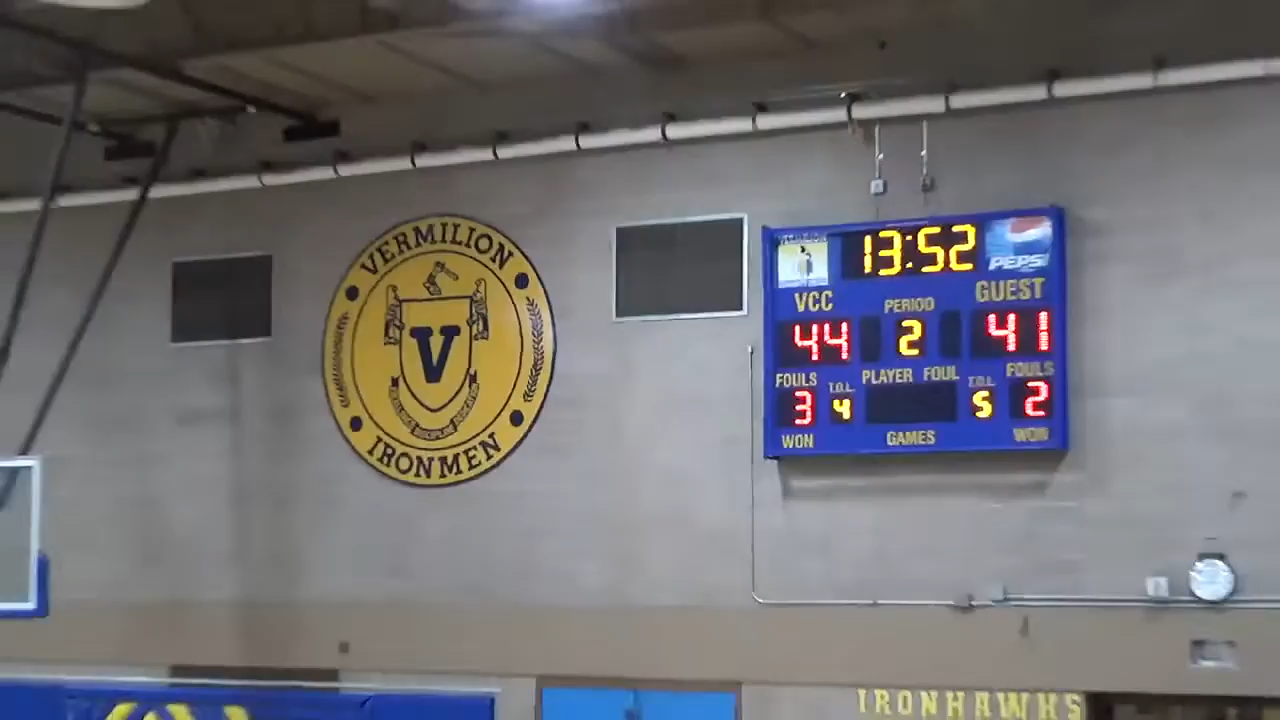 VERMILION
V
IRONMEN
13:52
PEPSI
VCC
PERIOD
GUEST
44
2
41
FOULS
PLAYER FOUL
FOULS
T.O.L.
T.O.L.
3
4
5
2
WON
GAMES
WON
IRONHAWKS